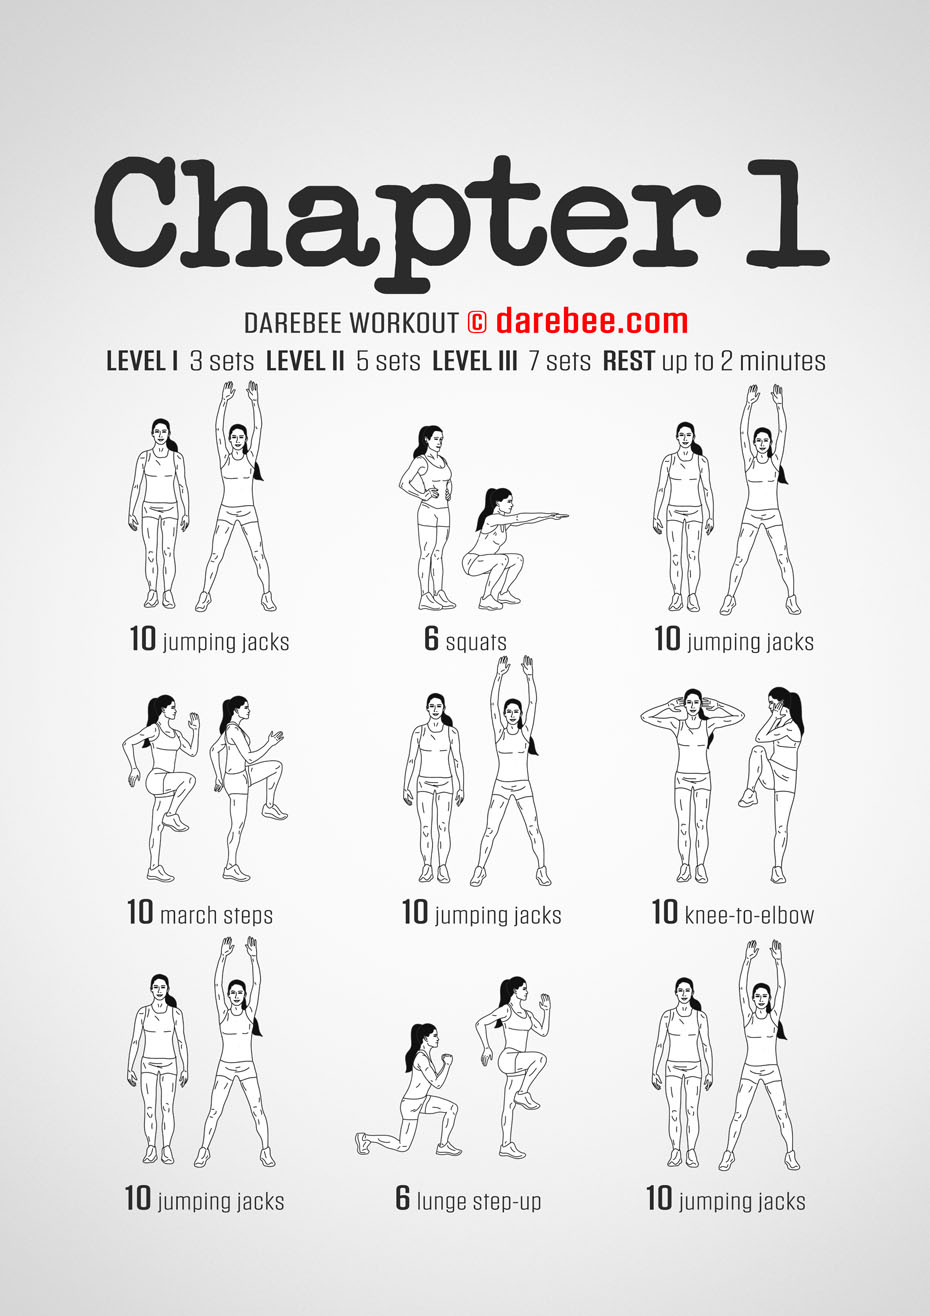 Chapter 1
DAREBEE WORKOUT © darebee.com
LEVEL I 3 sets LEVEL II 5 sets LEVEL III 7 sets REST up to 2 minutes
10 jumping jacks
6 squats
10 jumping jacks
10 march steps
10 jumping jacks
10 knee-to-elbow
10 jumping jacks
6 lunge step-up
10 jumping jacks